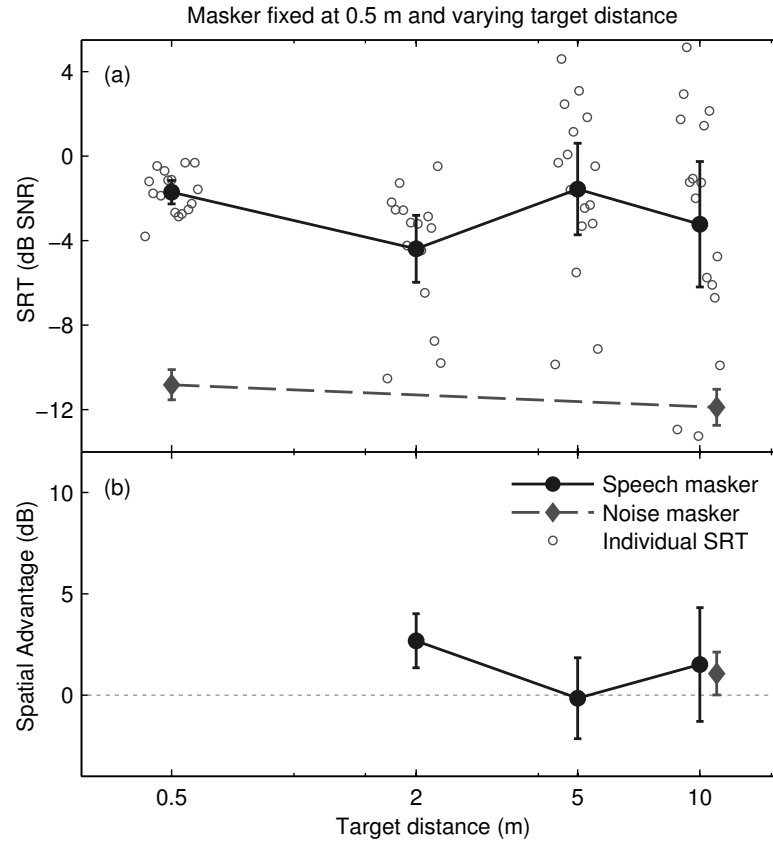 Masker fixed at 0.5 m and varying target distance
(a)
4
0
−4
−8
−12
SRT (dB SNR)
(b)
10
5
0
Spatial Advantage (dB)
Speech masker
Noise masker
Individual SRT
0.5
2
5
10
Target distance (m)